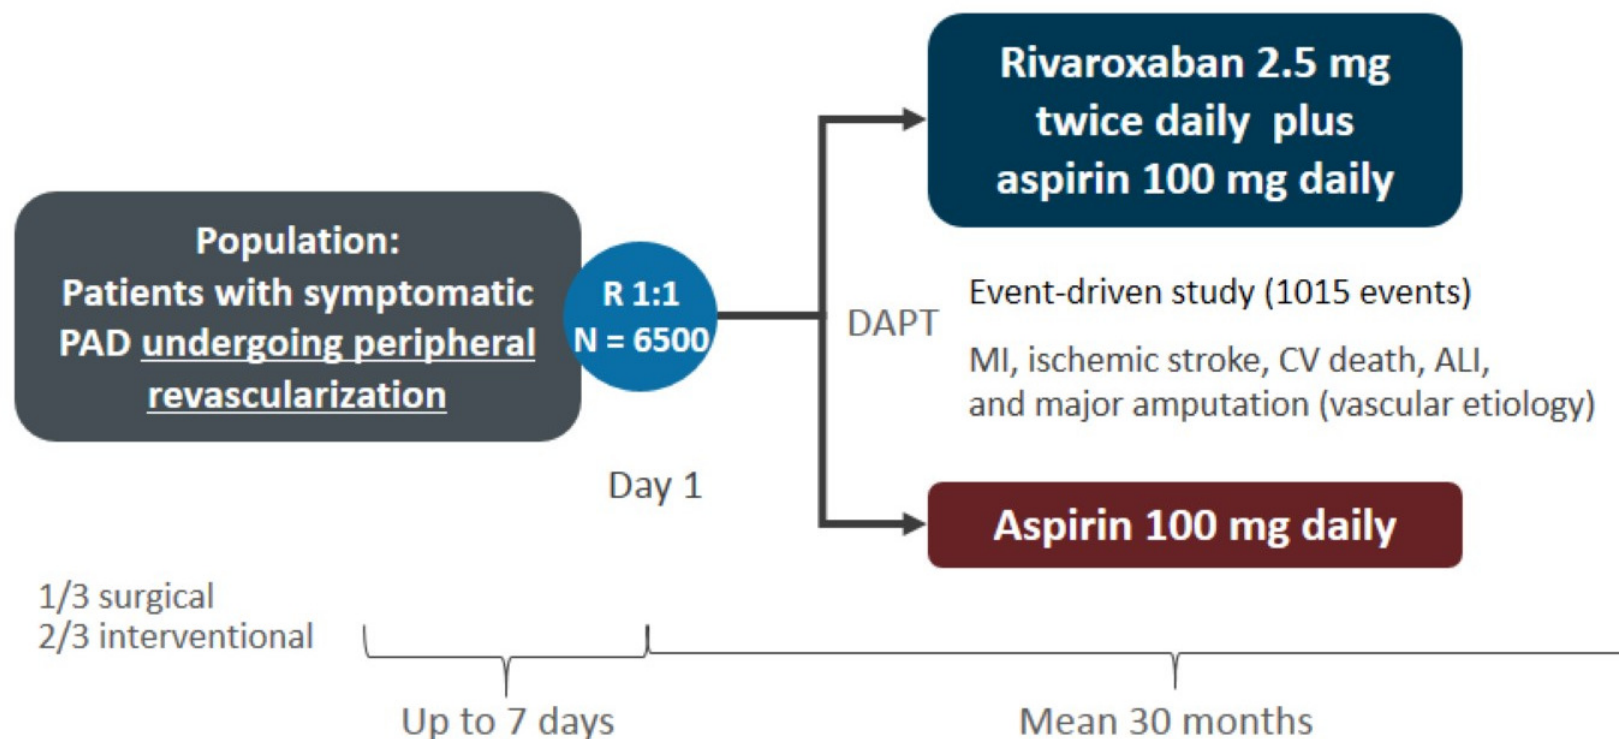 Population:
Patients with symptomatic
PAD undergoing peripheral
revascularization
R 1:1
N = 6500
Day 1
DAPT
Rivaroxaban 2.5 mg
twice daily plus
aspirin 100 mg daily
Event-driven study (1015 events)
MI, ischemic stroke, CV death, ALI,
and major amputation (vascular etiology)
Aspirin 100 mg daily
1/3 surgical
2/3 interventional
Up to 7 days
Mean 30 months